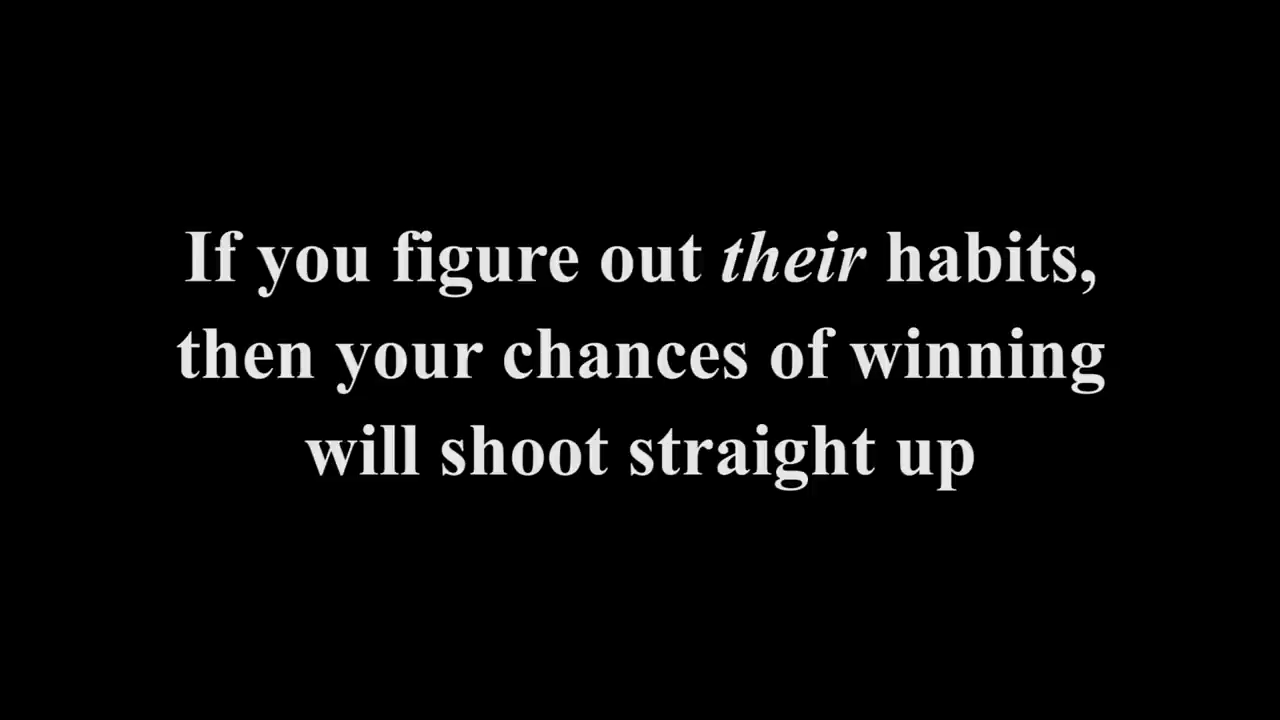 If you figure out their habits,
then your chances of winning
will shoot straight up